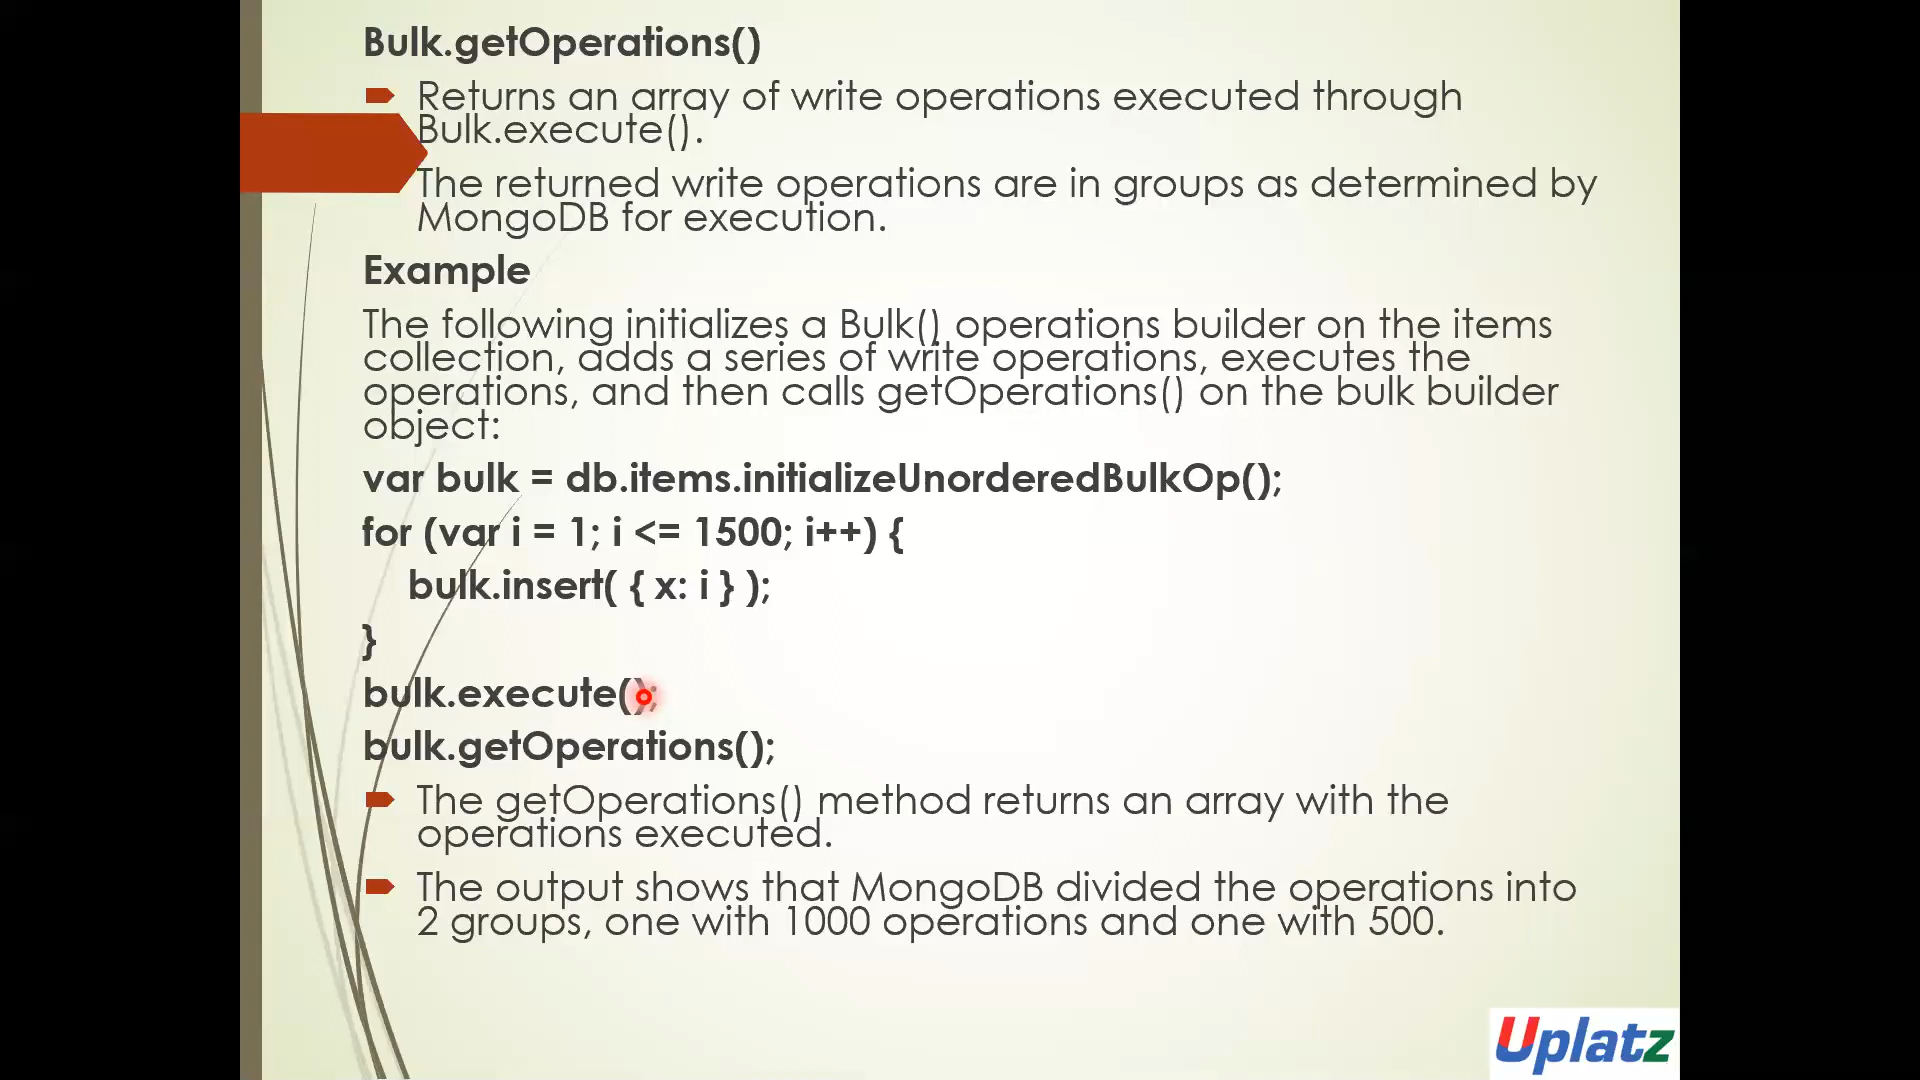 Bulk.getOperations()
Returns an array of write operations executed through
Bulk.execute().
The returned write operations are in groups as determined by
MongoDB for execution.
Example
The following initializes a Bulk() operations builder on the items
collection, adds a series of write operations, executes the
operations, and then calls getOperations() on the bulk builder
object:
var bulk = db.items.initializeUnorderedBulkOp();
for (var i = 1; i <= 1500; i++) {
bulk.insert( { x: i } );
}
bulk.execute();
bulk.getOperations();
The getOperations() method returns an array with the
operations executed.
The output shows that MongoDB divided the operations into
2 groups, one with 1000 operations and one with 500.
Uplatz